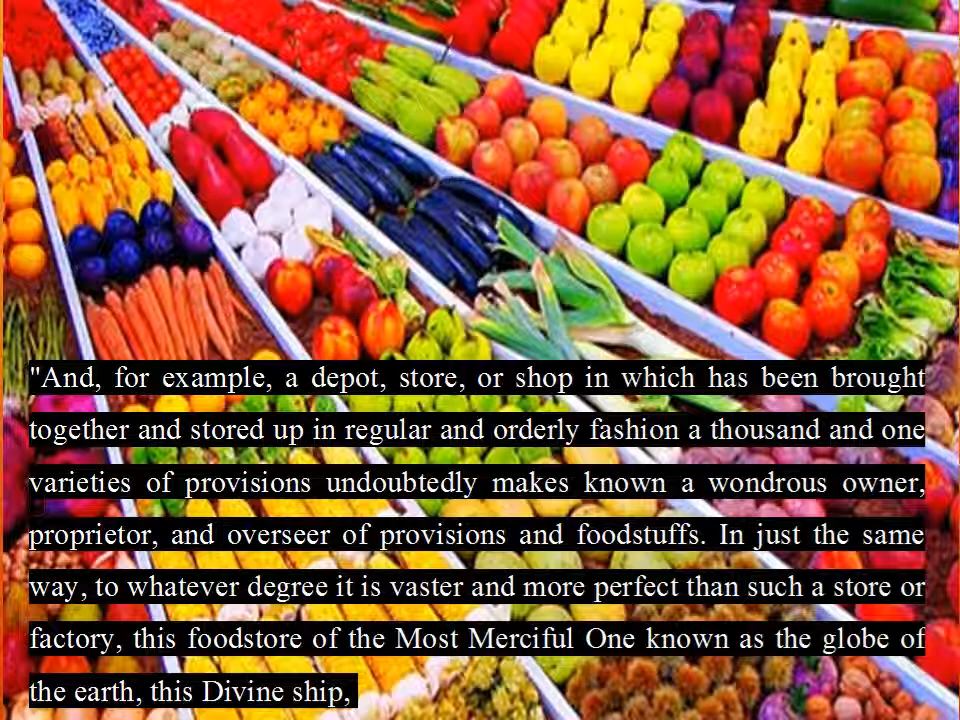 "And, for example, a depot, store, or shop in which has been brought
together and stored up in regular and orderly fashion a thousand and one
varieties of provisions undoubtedly makes known a wondrous owner,
proprietor, and overseer of provisions and foodstuffs. In just the same
way, to whatever degree it is vaster and more perfect than such a store or
factory, this foodstore of the Most Merciful One known as the globe of
the earth, this Divine ship,